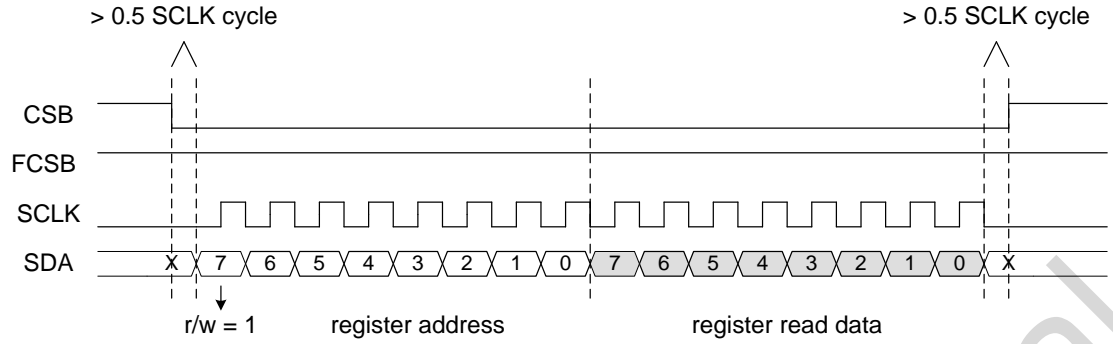 > 0.5 SCLK cycle > 0.5 SCLK cycle
CSB
FCSB
SCLK
SDA X 7 6 5 4 3 2 1 0 7 6 5 4 3 2 1 0 X
r/w = 1 register address register read data